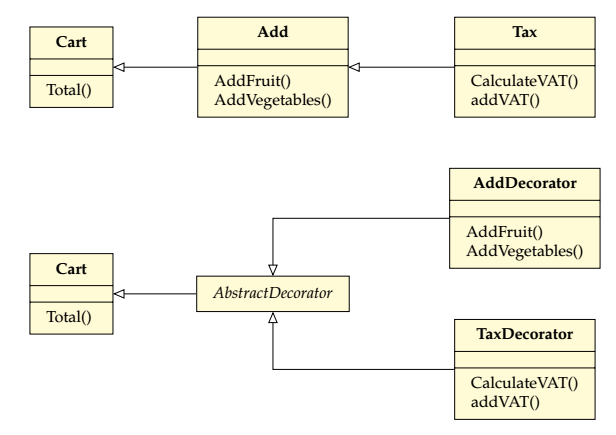 Cart
Total()
Add
AddFruit()
AddVegetables()
Tax
CalculateVAT()
addVAT()
Cart
Total()
AbstractDecorator
AddDecorator
AddFruit()
AddVegetables()
TaxDecorator
CalculateVAT()
addVAT()